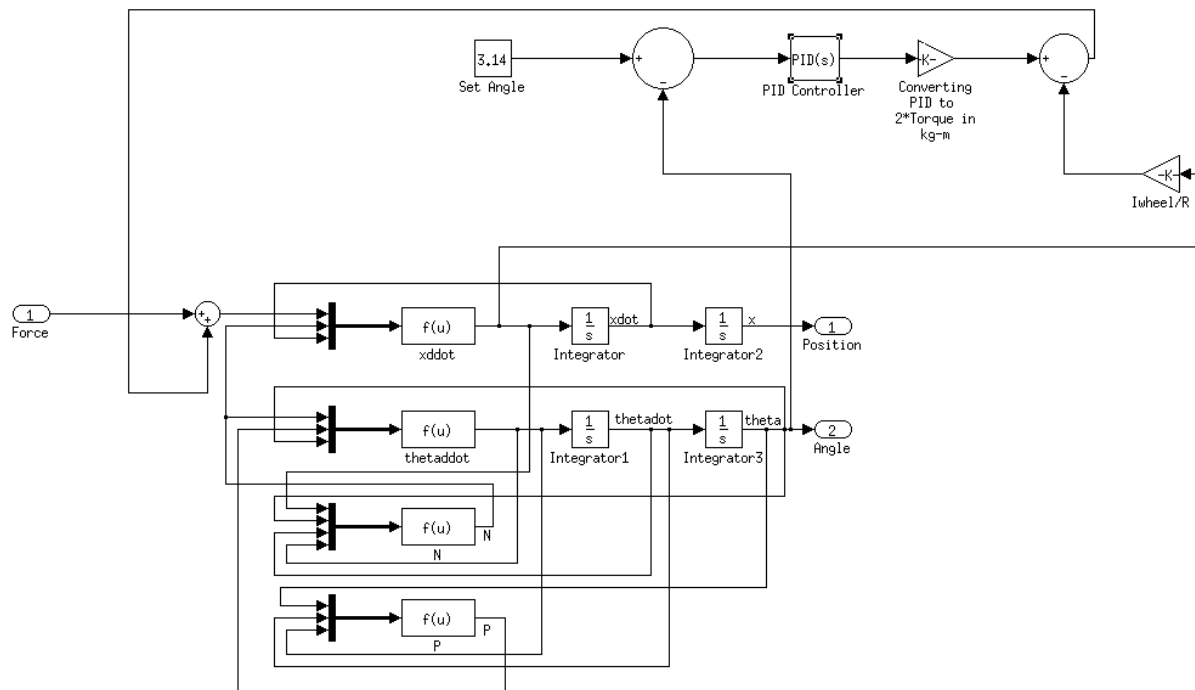 3.14
Set Angle
+
-
PID(s)
PID Controller
-K-
Converting
PID to
2*Torque in
kg-m
+
-
-K-
Iwheel/R
1
Force
+
+
f(u)
xddot
1
s
Integrator
xdot
1
s
Integrator2
x
1
Position
f(u)
thetaddot
1
s
Integrator1
thetadot
1
s
Integrator3
theta
2
Angle
f(u)
N
N
f(u)
P
P